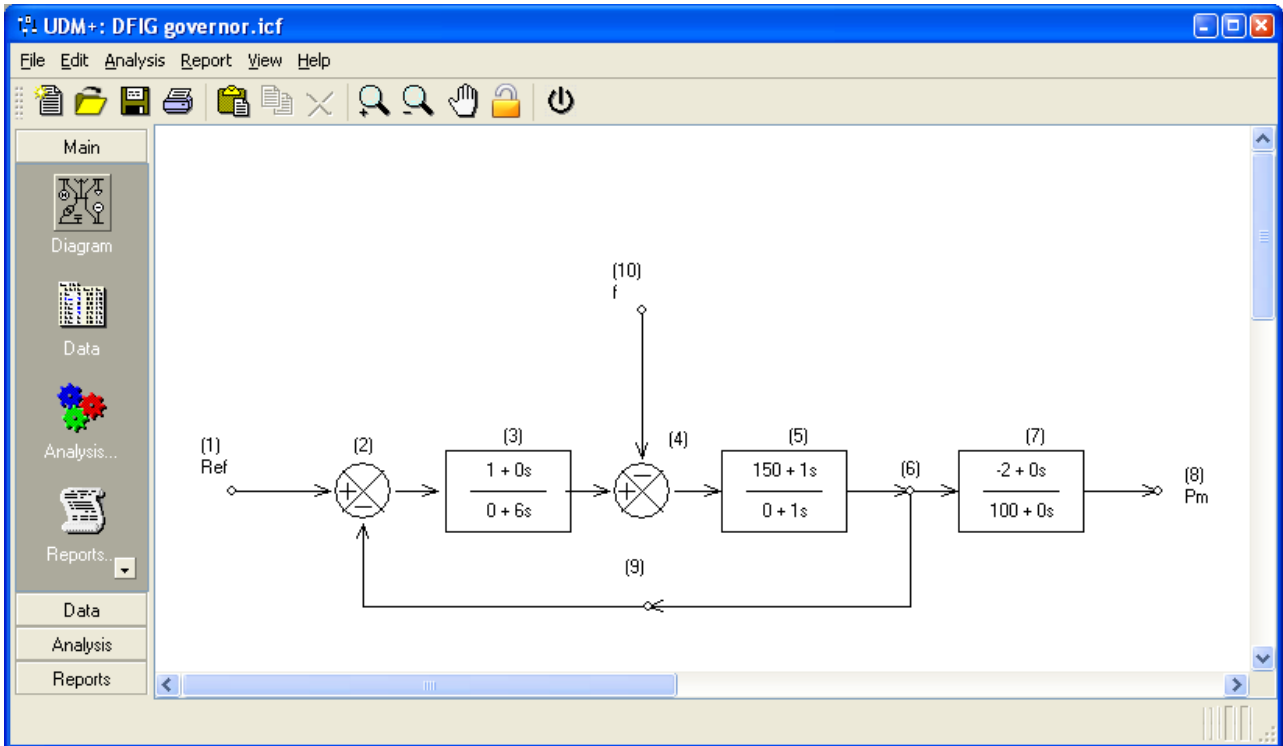 UDM+: DFIG governor.icf
File Edit Analysis Report View Help
Main
Diagram
Data
Analysis...
Reports...
Data
Analysis
Reports
(10)
f
(1)
Ref
(2)
+
−
(3)
1 + 0s
0 + 6s
(4)
−
+
(5)
150 + 1s
0 + 1s
(6)
(7)
-2 + 0s
100 + 0s
(8)
Pm
(9)